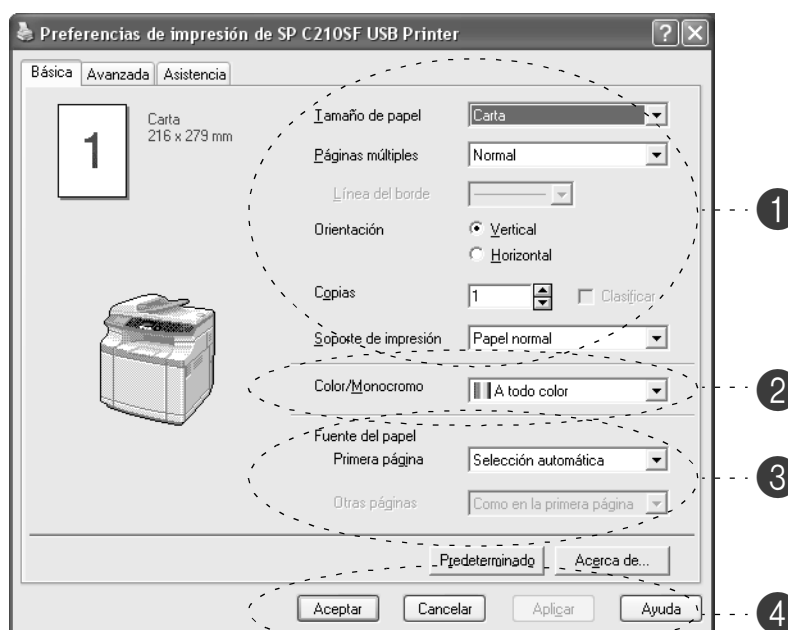 Preferencias de impresión de SP C210SF USB Printer
Básica Avanzada Asistencia
1
Carta
216 x 279 mm
Tamaño de papel Carta
Páginas múltiples Normal
Línea del borde
Orientación Vertical
Horizontal
Copias 1 Clasificar
Soporte de impresión Papel normal
1
Color/Monocromo A todo color
2
Fuente del papel
Primera página Selección automática
Otras páginas Como en la primera página
3
Predeterminado Acerca de...
Aceptar Cancelar Aplicar Ayuda
4